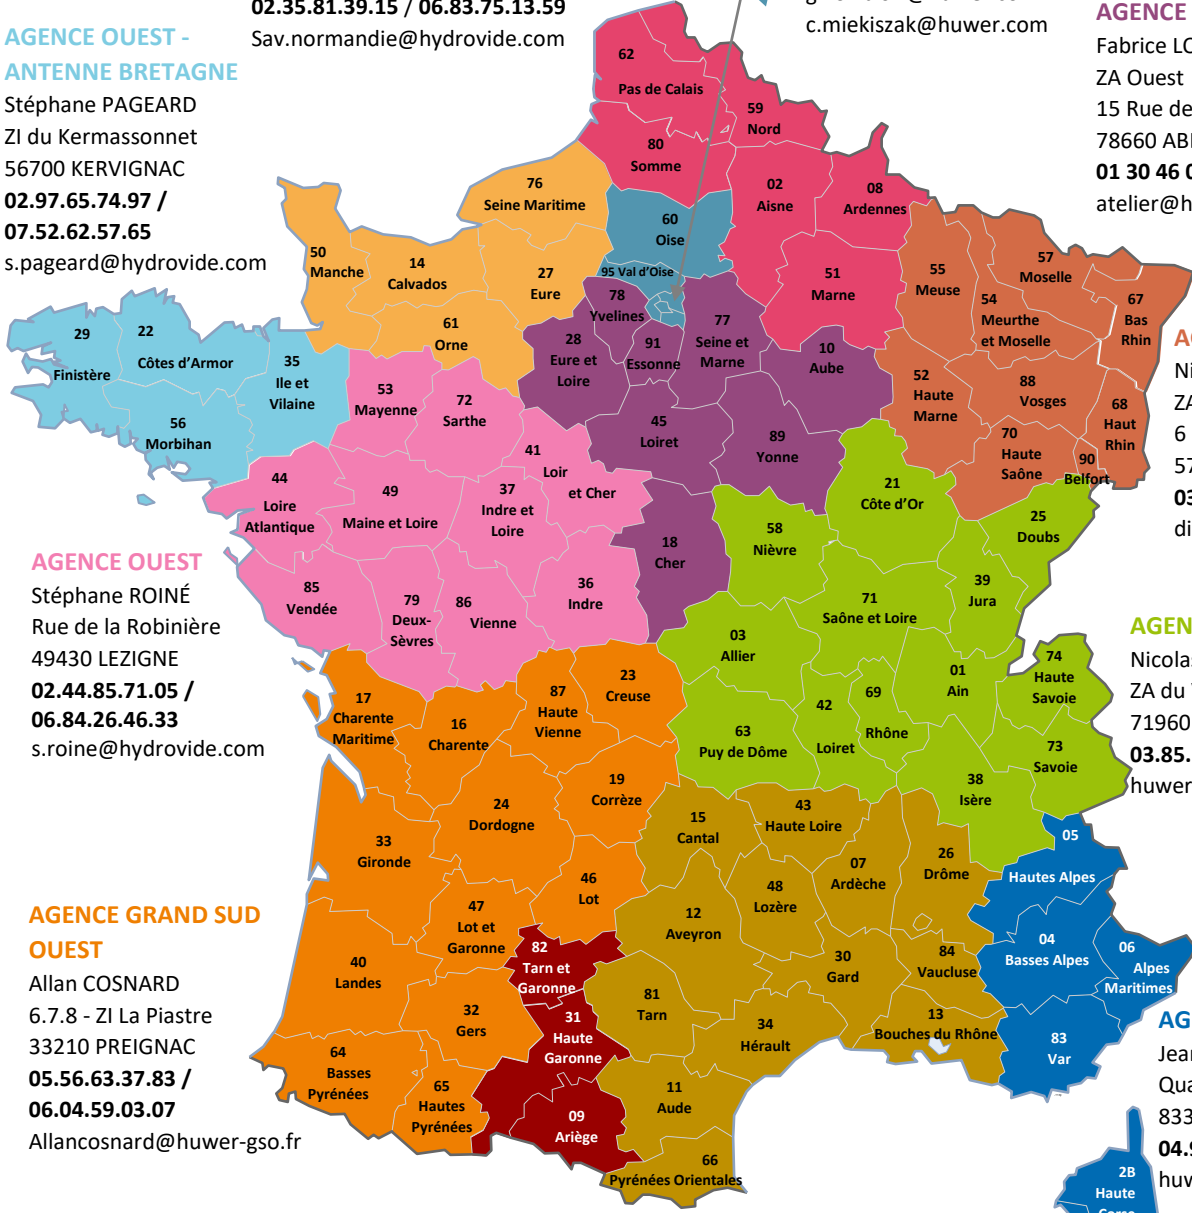 02.35.81.39.15 / 06.83.75.13.59
Sav.normandie@hydrovide.com
c.miekiszak@huwer.com
AGENCE OUEST -
ANTENNE BRETAGNE
Stéphane PAGEARD
ZI du Kermassonnet
56700 KERVIGNAC
02.97.65.74.97 /
07.52.62.57.65
s.pageard@hydrovide.com
AGENCE
Fabrice
ZA Ouest
15 Rue de
78660
01 30 46
AGENCE OUEST
Stéphane ROINÉ
Rue de la Robinière
49430 LEZIGNE
02.44.85.71.05 /
06.84.26.46.33
s.roine@hydrovide.com
AGENCE GRAND SUD
OUEST
Allan COSNARD
6.7.8 - ZI La Piastre
33210 PREIGNAC
05.56.63.37.83 /
06.04.59.03.07
Allancosnard@huwer-gso.fr
ZA du
71960
03.85.
62
Pas de Calais
59
Nord
80
Somme
02
Aisne
08
Ardennes
76
Seine Maritime
60
Oise
95 Val d'Oise
50
Manche
14
Calvados
27
Eure
61
Orne
78
Yvelines
77
Seine et
Marne
91
Essonne
28
Eure et
Loire
10
Aube
51
Marne
55
Meuse
57
Moselle
54
Meurthe
et Moselle
67
Bas
Rhin
52
Haute
Marne
88
Vosges
68
Haut
Rhin
70
Haute
Saône
90
Belfort
29
Finistère
22
Côtes d'Armor
35
Ile et
Vilaine
56
Morbihan
53
Mayenne
72
Sarthe
41
Loir
et Cher
45
Loiret
89
Yonne
44
Loire
Atlantique
49
Maine et Loire
37
Indre et
Loire
18
Cher
58
Nièvre
21
Côte d'Or
25
Doubs
39
Jura
85
Vendée
79
Deux-
Sèvres
86
Vienne
36
Indre
03
Allier
71
Saône et Loire
01
Ain
74
Haute
Savoie
17
Charente
Maritime
16
Charente
87
Haute
Vienne
23
Creuse
63
Puy de Dôme
42
Loiret
69
Rhône
73
Savoie
38
Isère
19
Corrèze
24
Dordogne
33
Gironde
15
Cantal
43
Haute Loire
07
Ardèche
26
Drôme
05
Hautes Alpes
46
Lot
47
Lot et
Garonne
48
Lozère
12
Aveyron
40
Landes
82
Tarn et
Garonne
30
Gard
84
Vaucluse
04
Basses Alpes
06
Alpes
Maritimes
32
Gers
31
Haute
Garonne
81
Tarn
34
Hérault
13
Bouches du Rhône
83
Var
64
Basses
Pyrénées
65
Hautes
Pyrénées
09
Ariège
11
Aude
66
Pyrénées Orientales
2B
Haute